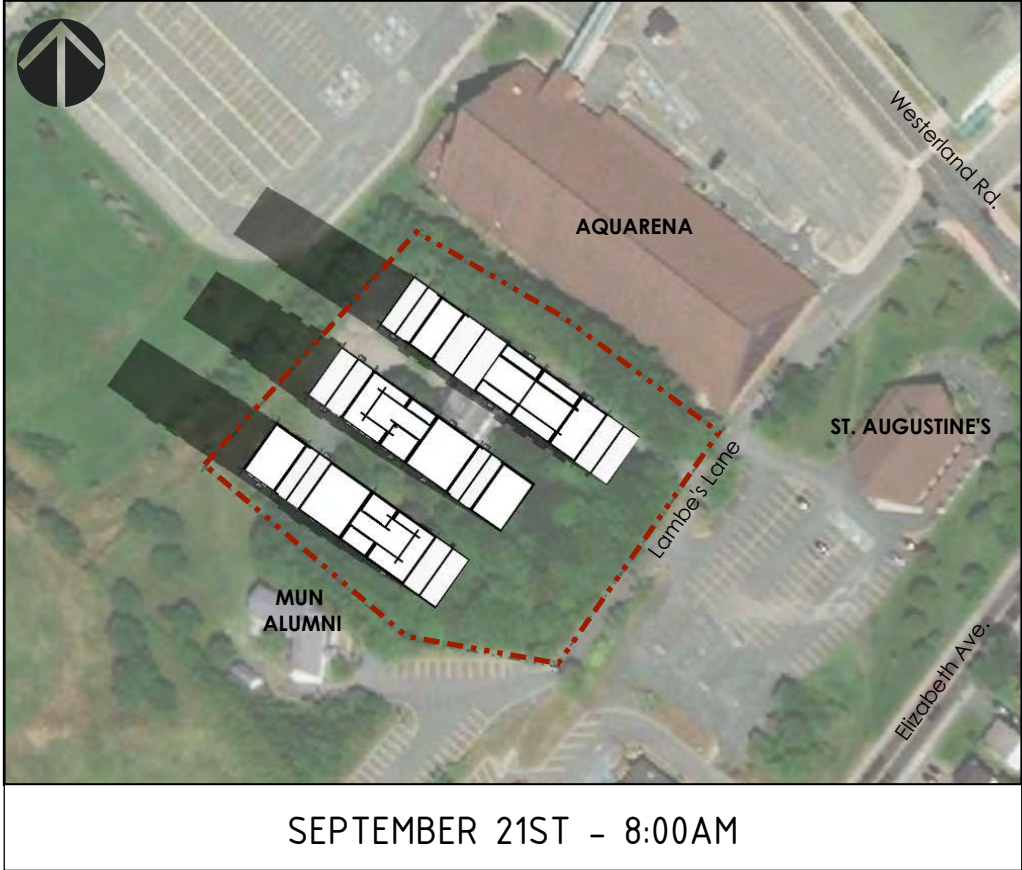 Westerland Rd.
AQUARENA
ST. AUGUSTINE'S
Lambe's Lane
MUN
ALUMNI
Elizabeth Ave.
SEPTEMBER 21ST - 8:00AM